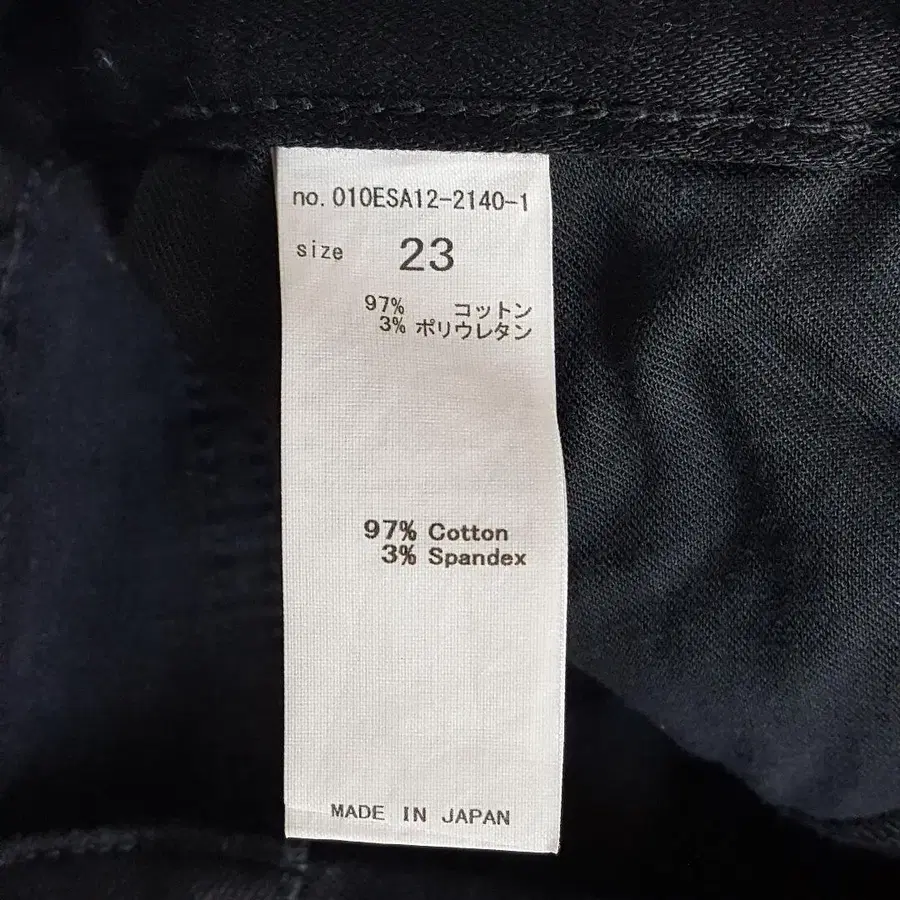 no. 010ESA12-2140-1
size 23
97% コットン
3% ポリウレタン
97% Cotton
3% Spandex
MADE IN JAPAN